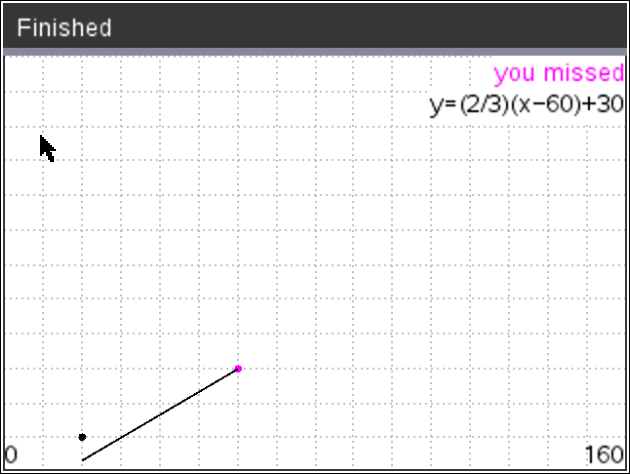 Finished
you missed
y=(2/3)(x−60)+30
0
160